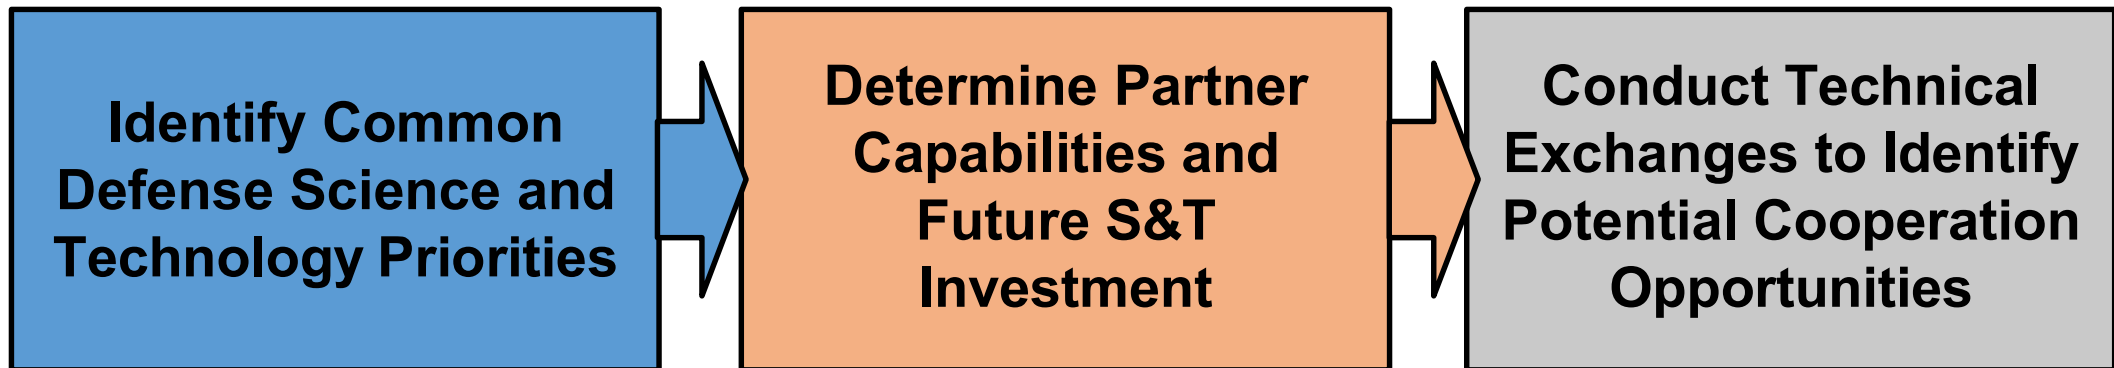 Identify Common
Defense Science and
Technology Priorities
Determine Partner
Capabilities and
Future S&T
Investment
Conduct Technical
Exchanges to Identify
Potential Cooperation
Opportunities